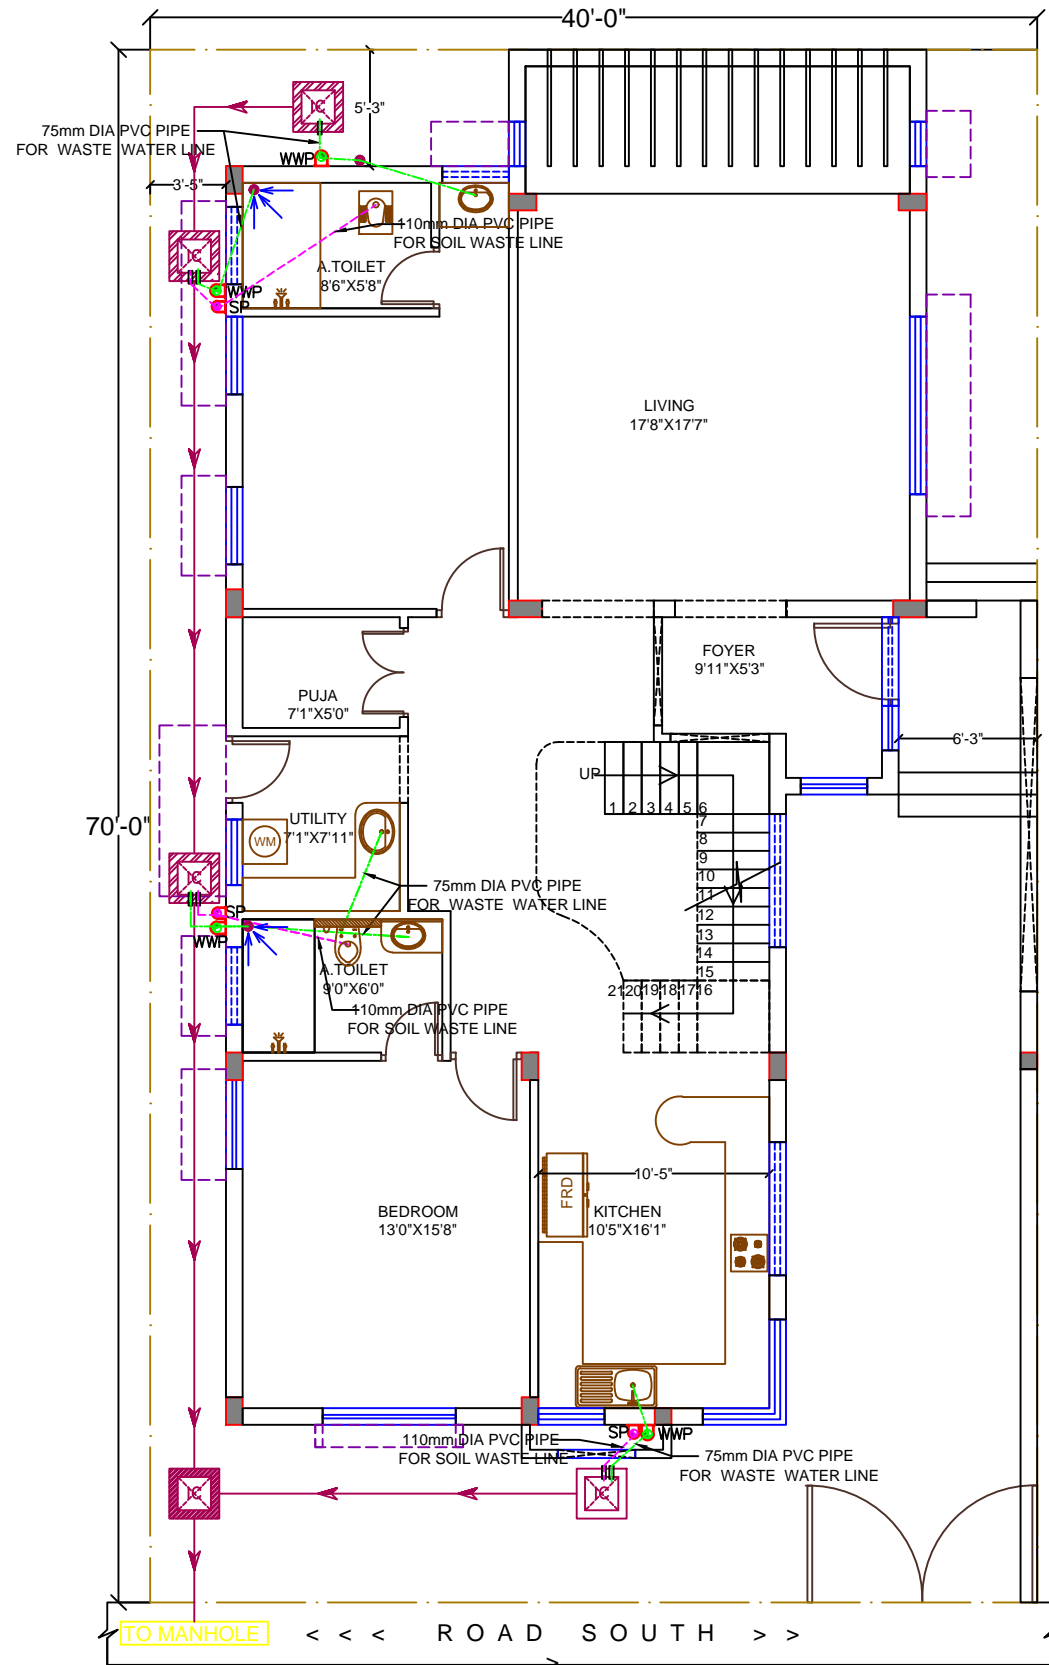 40'-0"
IC
5'-3"
75mm DIA PVC PIPE
FOR WASTE WATER LINE
WWP
3'-5"
110mm DIA PVC PIPE
FOR SOIL WASTE LINE
IC
A.TOILET
8'6"X5'8"
WWP
SP
LIVING
17'8"X17'7"
FOYER
9'11"X5'3"
PUJA
7'1"X5'0"
6'-3"
UP
1 2 3 4 5 6
7
8
9
10
11
12
13
14
15
21 20 19 18 17 16
70'-0"
UTILITY
7'1"X7'11"
WM
IC
75mm DIA PVC PIPE
FOR WASTE WATER LINE
SP
WWP
A.TOILET
9'0"X6'0"
110mm DIA PVC PIPE
FOR SOIL WASTE LINE
10'-5"
FRD
BEDROOM
13'0"X15'8"
KITCHEN
10'5"X16'1"
SP
WWP
110mm DIA PVC PIPE
FOR SOIL WASTE LINE
75mm DIA PVC PIPE
FOR WASTE WATER LINE
IC
IC
TO MANHOLE
< < < ROAD SOUTH > >
>